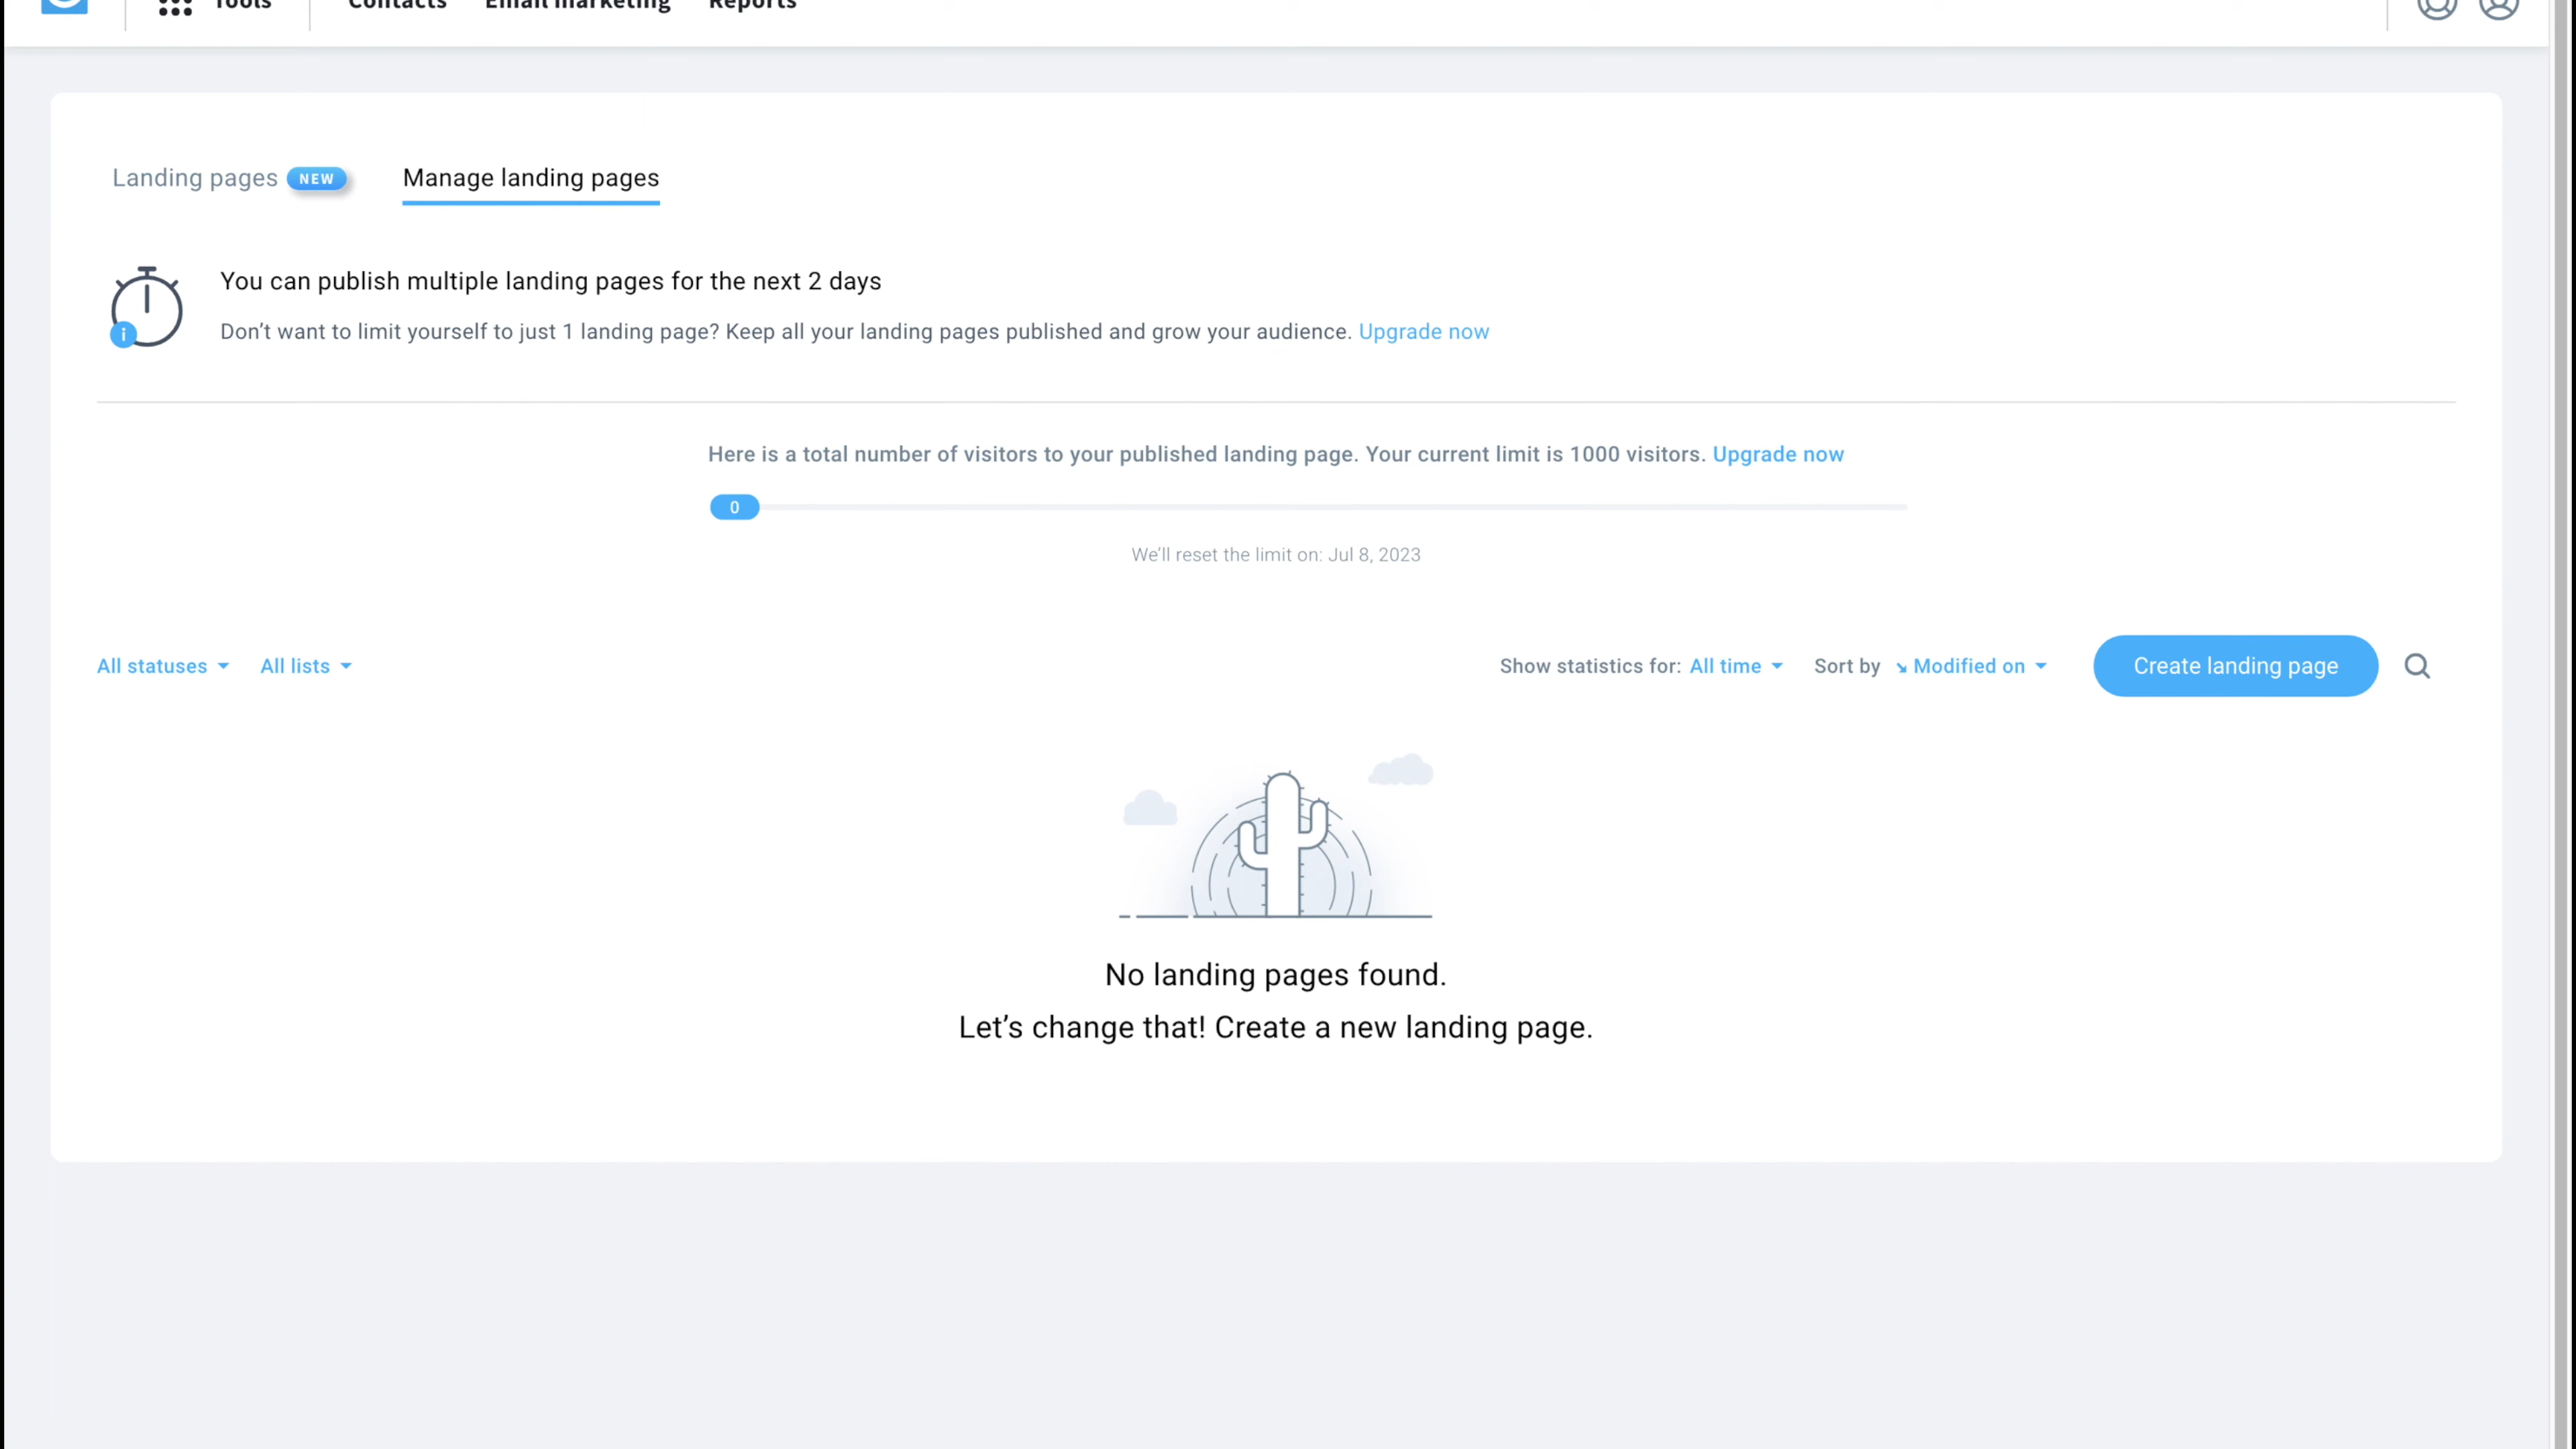 Tools Contacts Email marketing Reports
Landing pages NEW Manage landing pages
You can publish multiple landing pages for the next 2 days
Don’t want to limit yourself to just 1 landing page? Keep all your landing pages published and grow your audience. Upgrade now
Here is a total number of visitors to your published landing page. Your current limit is 1000 visitors. Upgrade now
0
We’ll reset the limit on: Jul 8, 2023
All statuses All lists Show statistics for: All time Sort by Modified on Create landing page
No landing pages found.
Let’s change that! Create a new landing page.